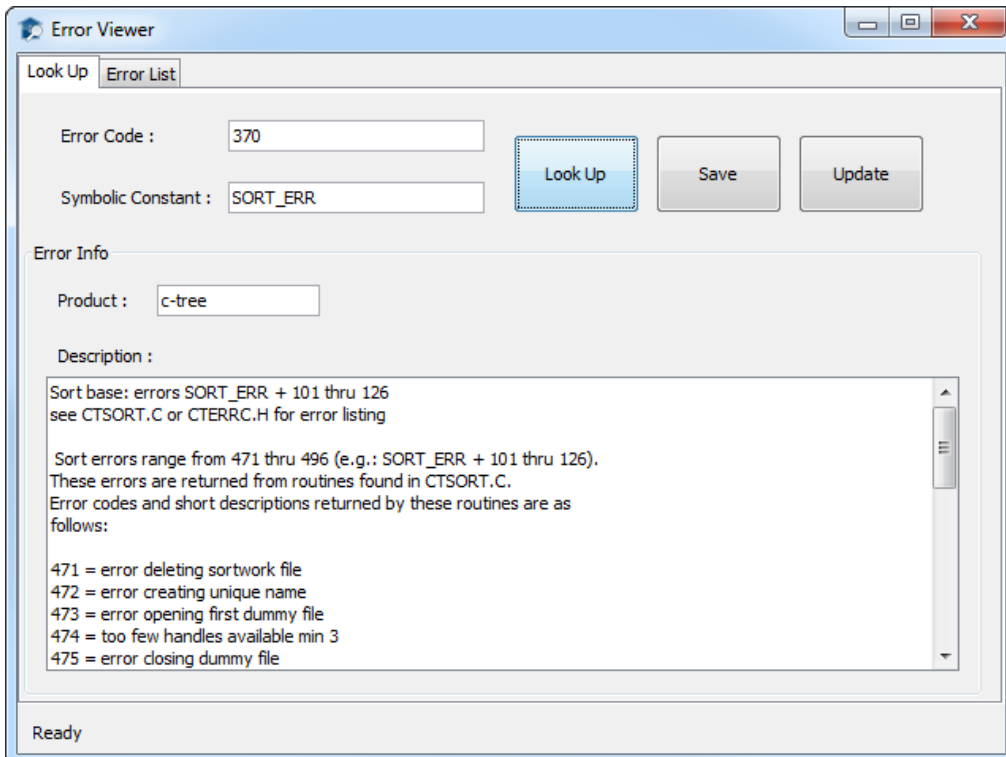 Error Viewer
Look Up
Error List
Error Code :
370
Symbolic Constant :
SORT_ERR
Look Up
Save
Update
Error Info
Product :
c-tree
Description :
Sort base: errors SORT_ERR + 101 thru 126
see CTSORT.C or CTERRC.H for error listing
Sort errors range from 471 thru 496 (e.g.: SORT_ERR + 101 thru 126).
These errors are returned from routines found in CTSORT.C.
Error codes and short descriptions returned by these routines are as
follows:
471 = error deleting sortwork file
472 = error creating unique name
473 = error opening first dummy file
474 = too few handles available min 3
475 = error closing dummy file
Ready